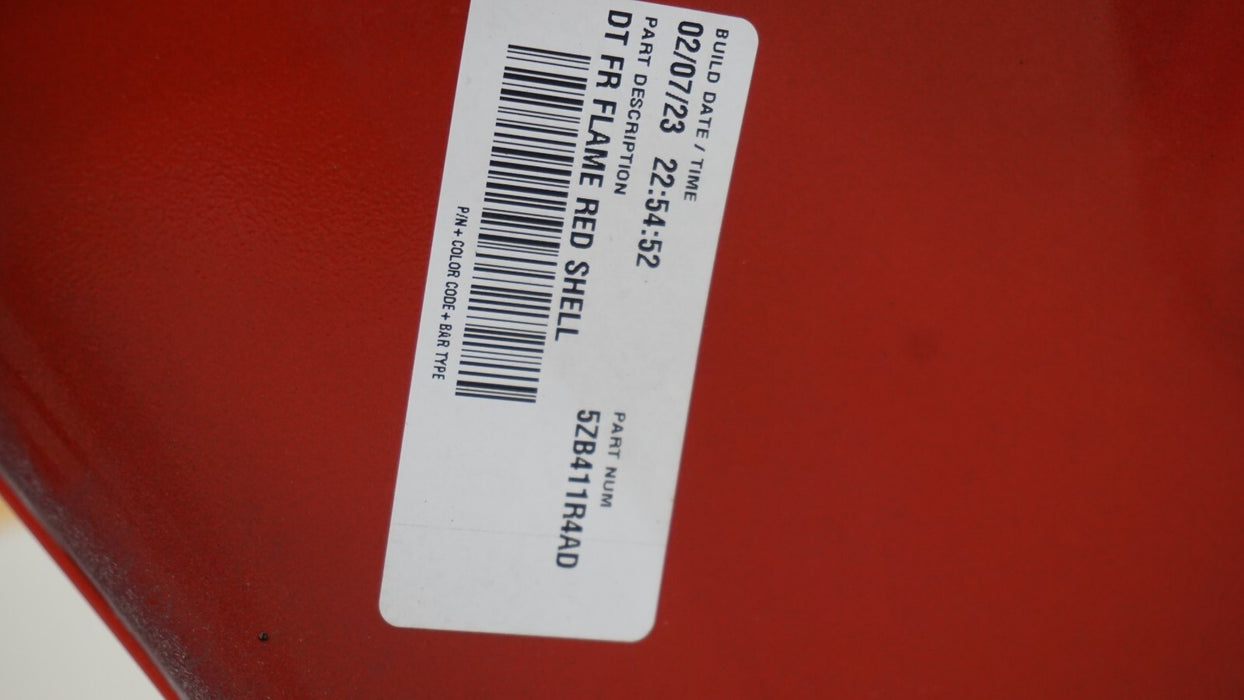 BUILD DATE / TIME
02/07/23 22:54:52
PART DESCRIPTION
DT FR FLAME RED SHELL
P/N + COLOR CODE + BAR TYPE
PART NUM
5ZB411R4AD